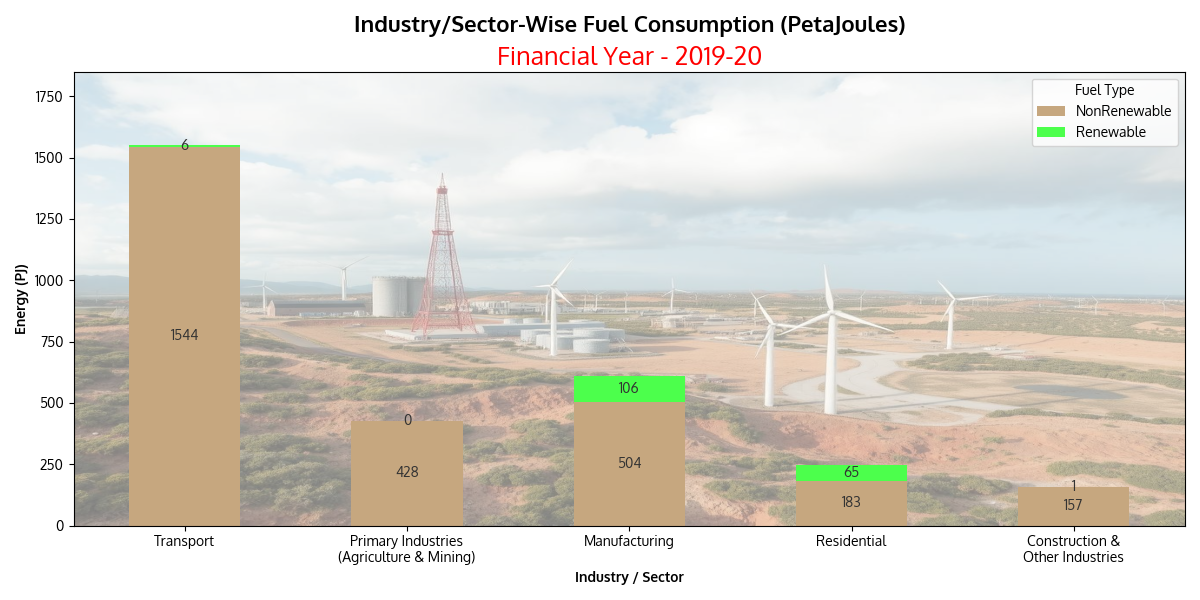 Industry/Sector-Wise Fuel Consumption (PetaJoules)
Financial Year - 2019-20
Fuel Type
NonRenewable
Renewable
Energy (PJ)
1750
1500
1250
1000
750
500
250
0
6
1544
0
428
106
504
65
183
1
157
Transport
Primary Industries
(Agriculture & Mining)
Manufacturing
Residential
Construction &
Other Industries
Industry / Sector